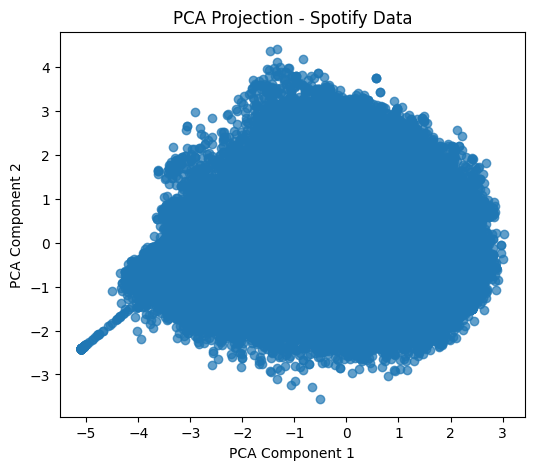 PCA Projection - Spotify Data
4
3
2
1
0
−1
−2
−3
PCA Component 2
−5 −4 −3 −2 −1 0 1 2 3
PCA Component 1